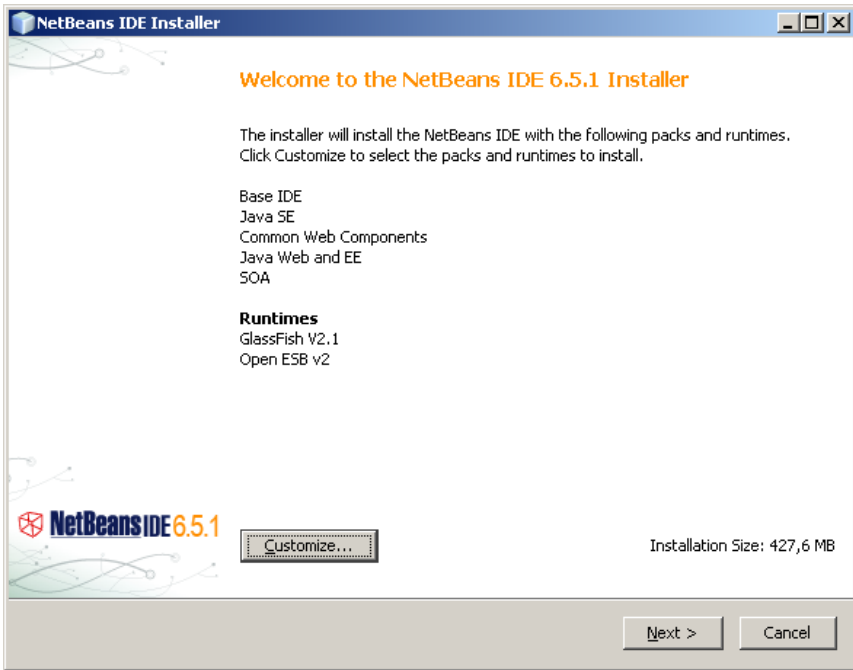 NetBeans IDE Installer
Welcome to the NetBeans IDE 6.5.1 Installer
The installer will install the NetBeans IDE with the following packs and runtimes.
Click Customize to select the packs and runtimes to install.
Base IDE
Java SE
Common Web Components
Java Web and EE
SOA
Runtimes
GlassFish V2.1
Open ESB v2
NetBeans IDE 6.5.1
Customize...
Installation Size: 427,6 MB
Next >
Cancel